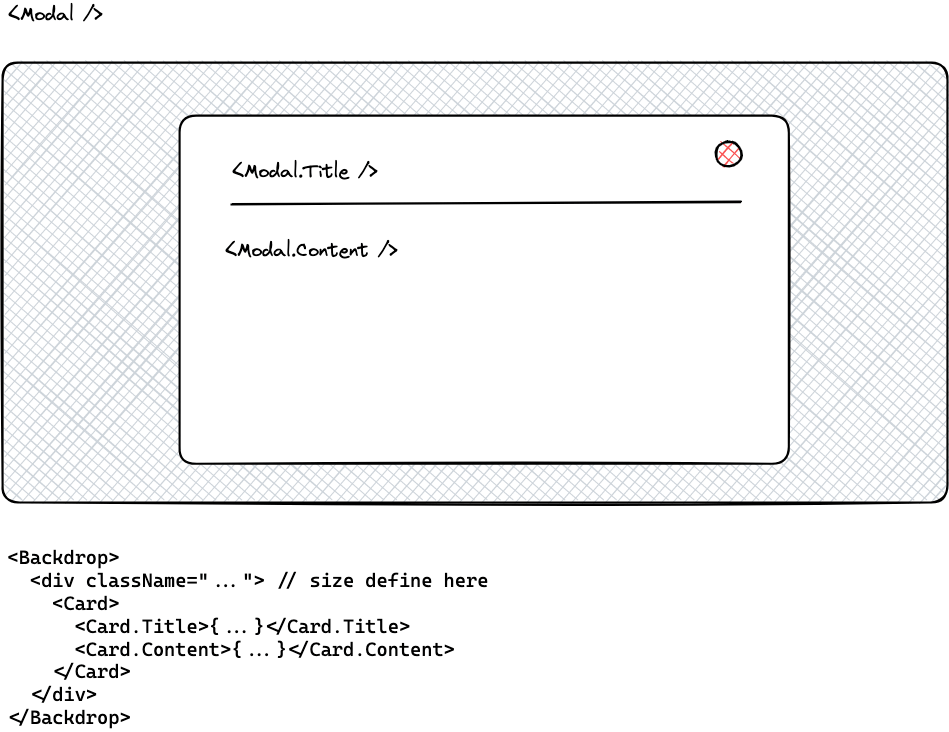 <Modal />
<Modal.Title />
<Modal.Content />
<Backdrop>
  <div className="..."> // size define here
    <Card>
      <Card.Title>{...}</Card.Title>
      <Card.Content>{...}</Card.Content>
    </Card>
  </div>
</Backdrop>